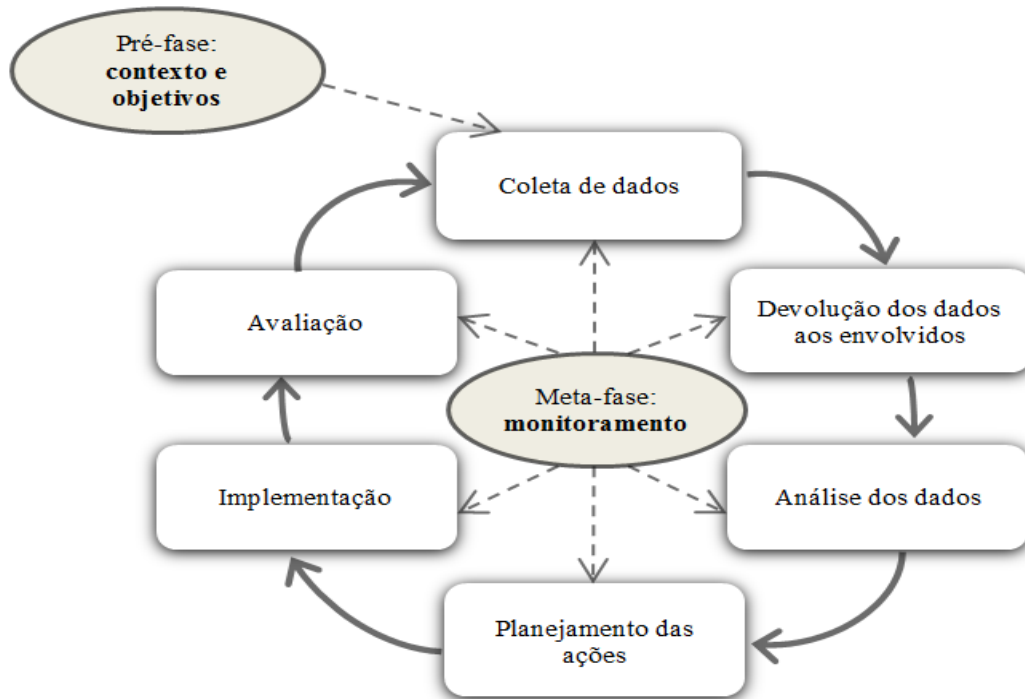 Pré-fase:
contexto e
objetivos
Coleta de dados
Avaliação
Devolução dos dados
aos envolvidos
Meta-fase:
monitoramento
Implementação
Análise dos dados
Planejamento das
ações